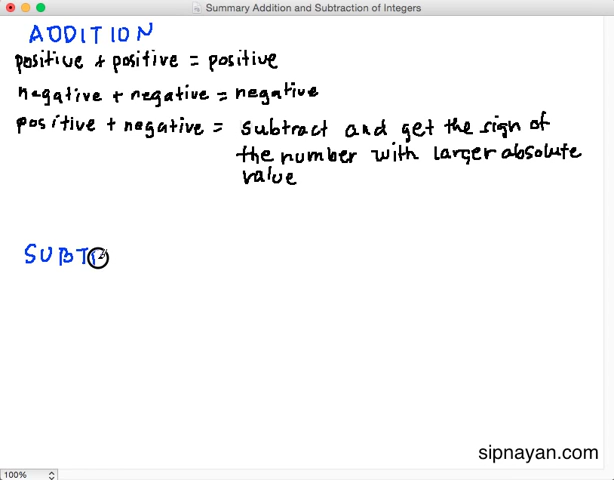 Summary Addition and Subtraction of Integers
ADDITION
positive + positive = positive
negative + negative = negative
positive + negative = subtract and get the sign of
the number with larger absolute
value
SUBT
sipnayan.com
100%